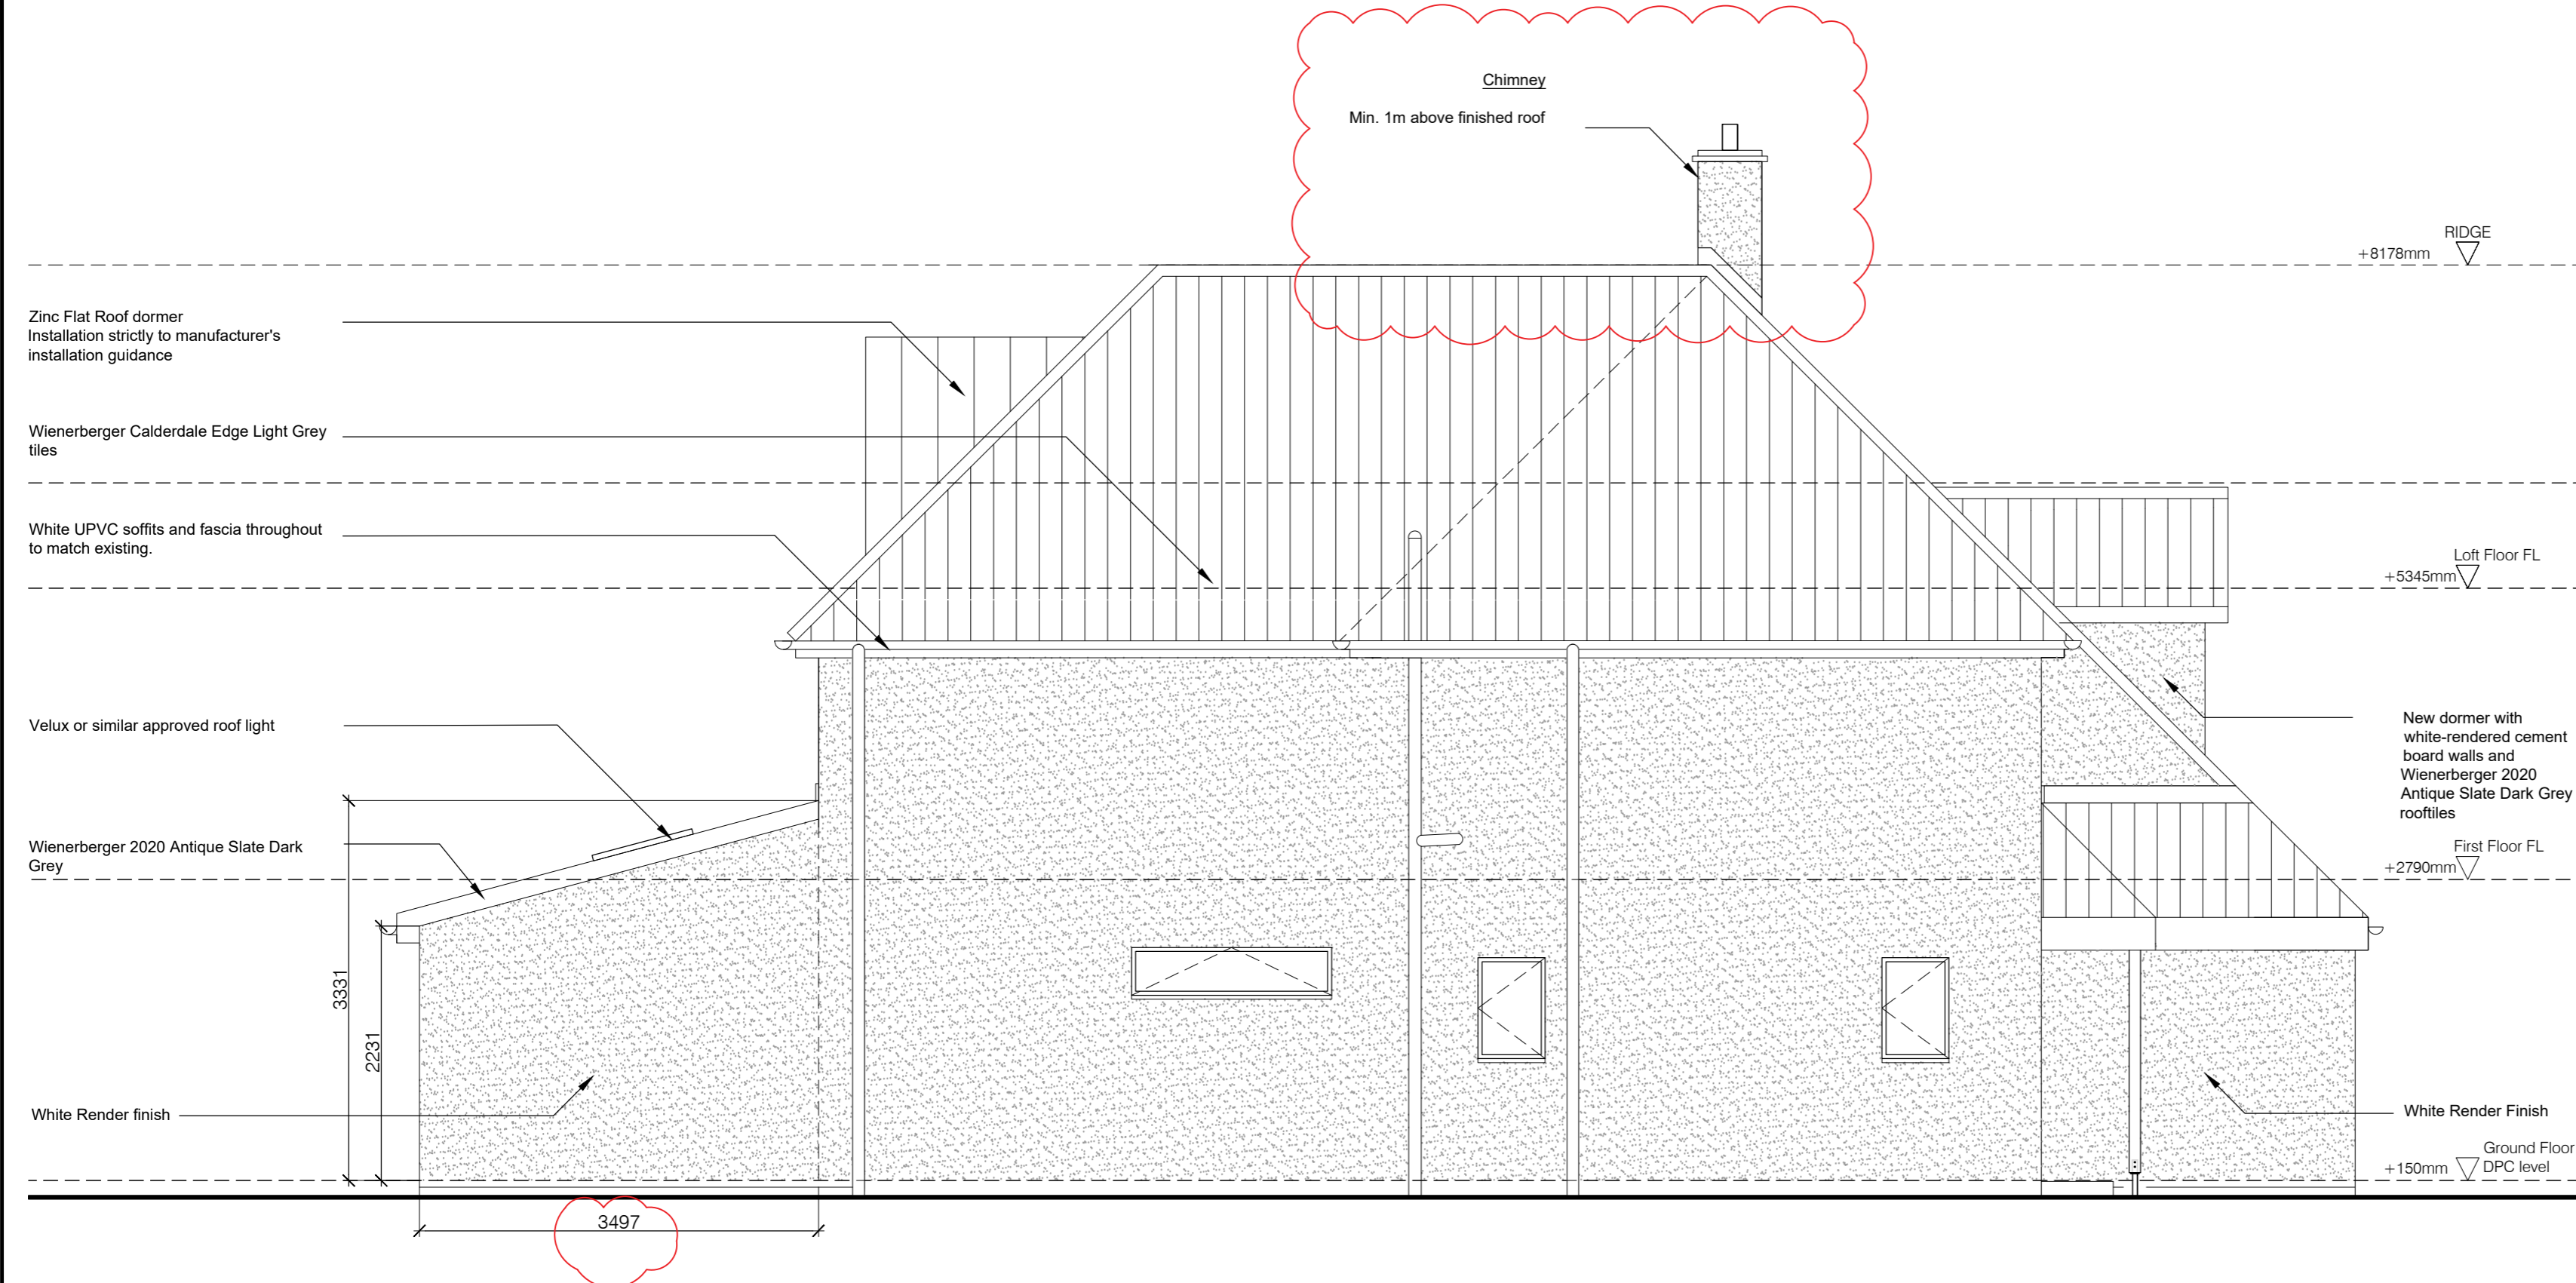 Chimney
Min. 1m above finished roof
RIDGE
+8178mm
Zinc Flat Roof dormer
Installation strictly to manufacturer's
installation guidance
Wienerberger Calderdale Edge Light Grey
tiles
White UPVC soffits and fascia throughout
to match existing.
Loft Floor FL
+5345mm
Velux or similar approved roof light
New dormer with
white-rendered cement
board walls and
Wienerberger 2020
Antique Slate Dark Grey
rooftiles
Wienerberger 2020 Antique Slate Dark
Grey
First Floor FL
+2790mm
3331
2231
White Render finish
White Render Finish
Ground Floor
DPC level
+150mm
3497